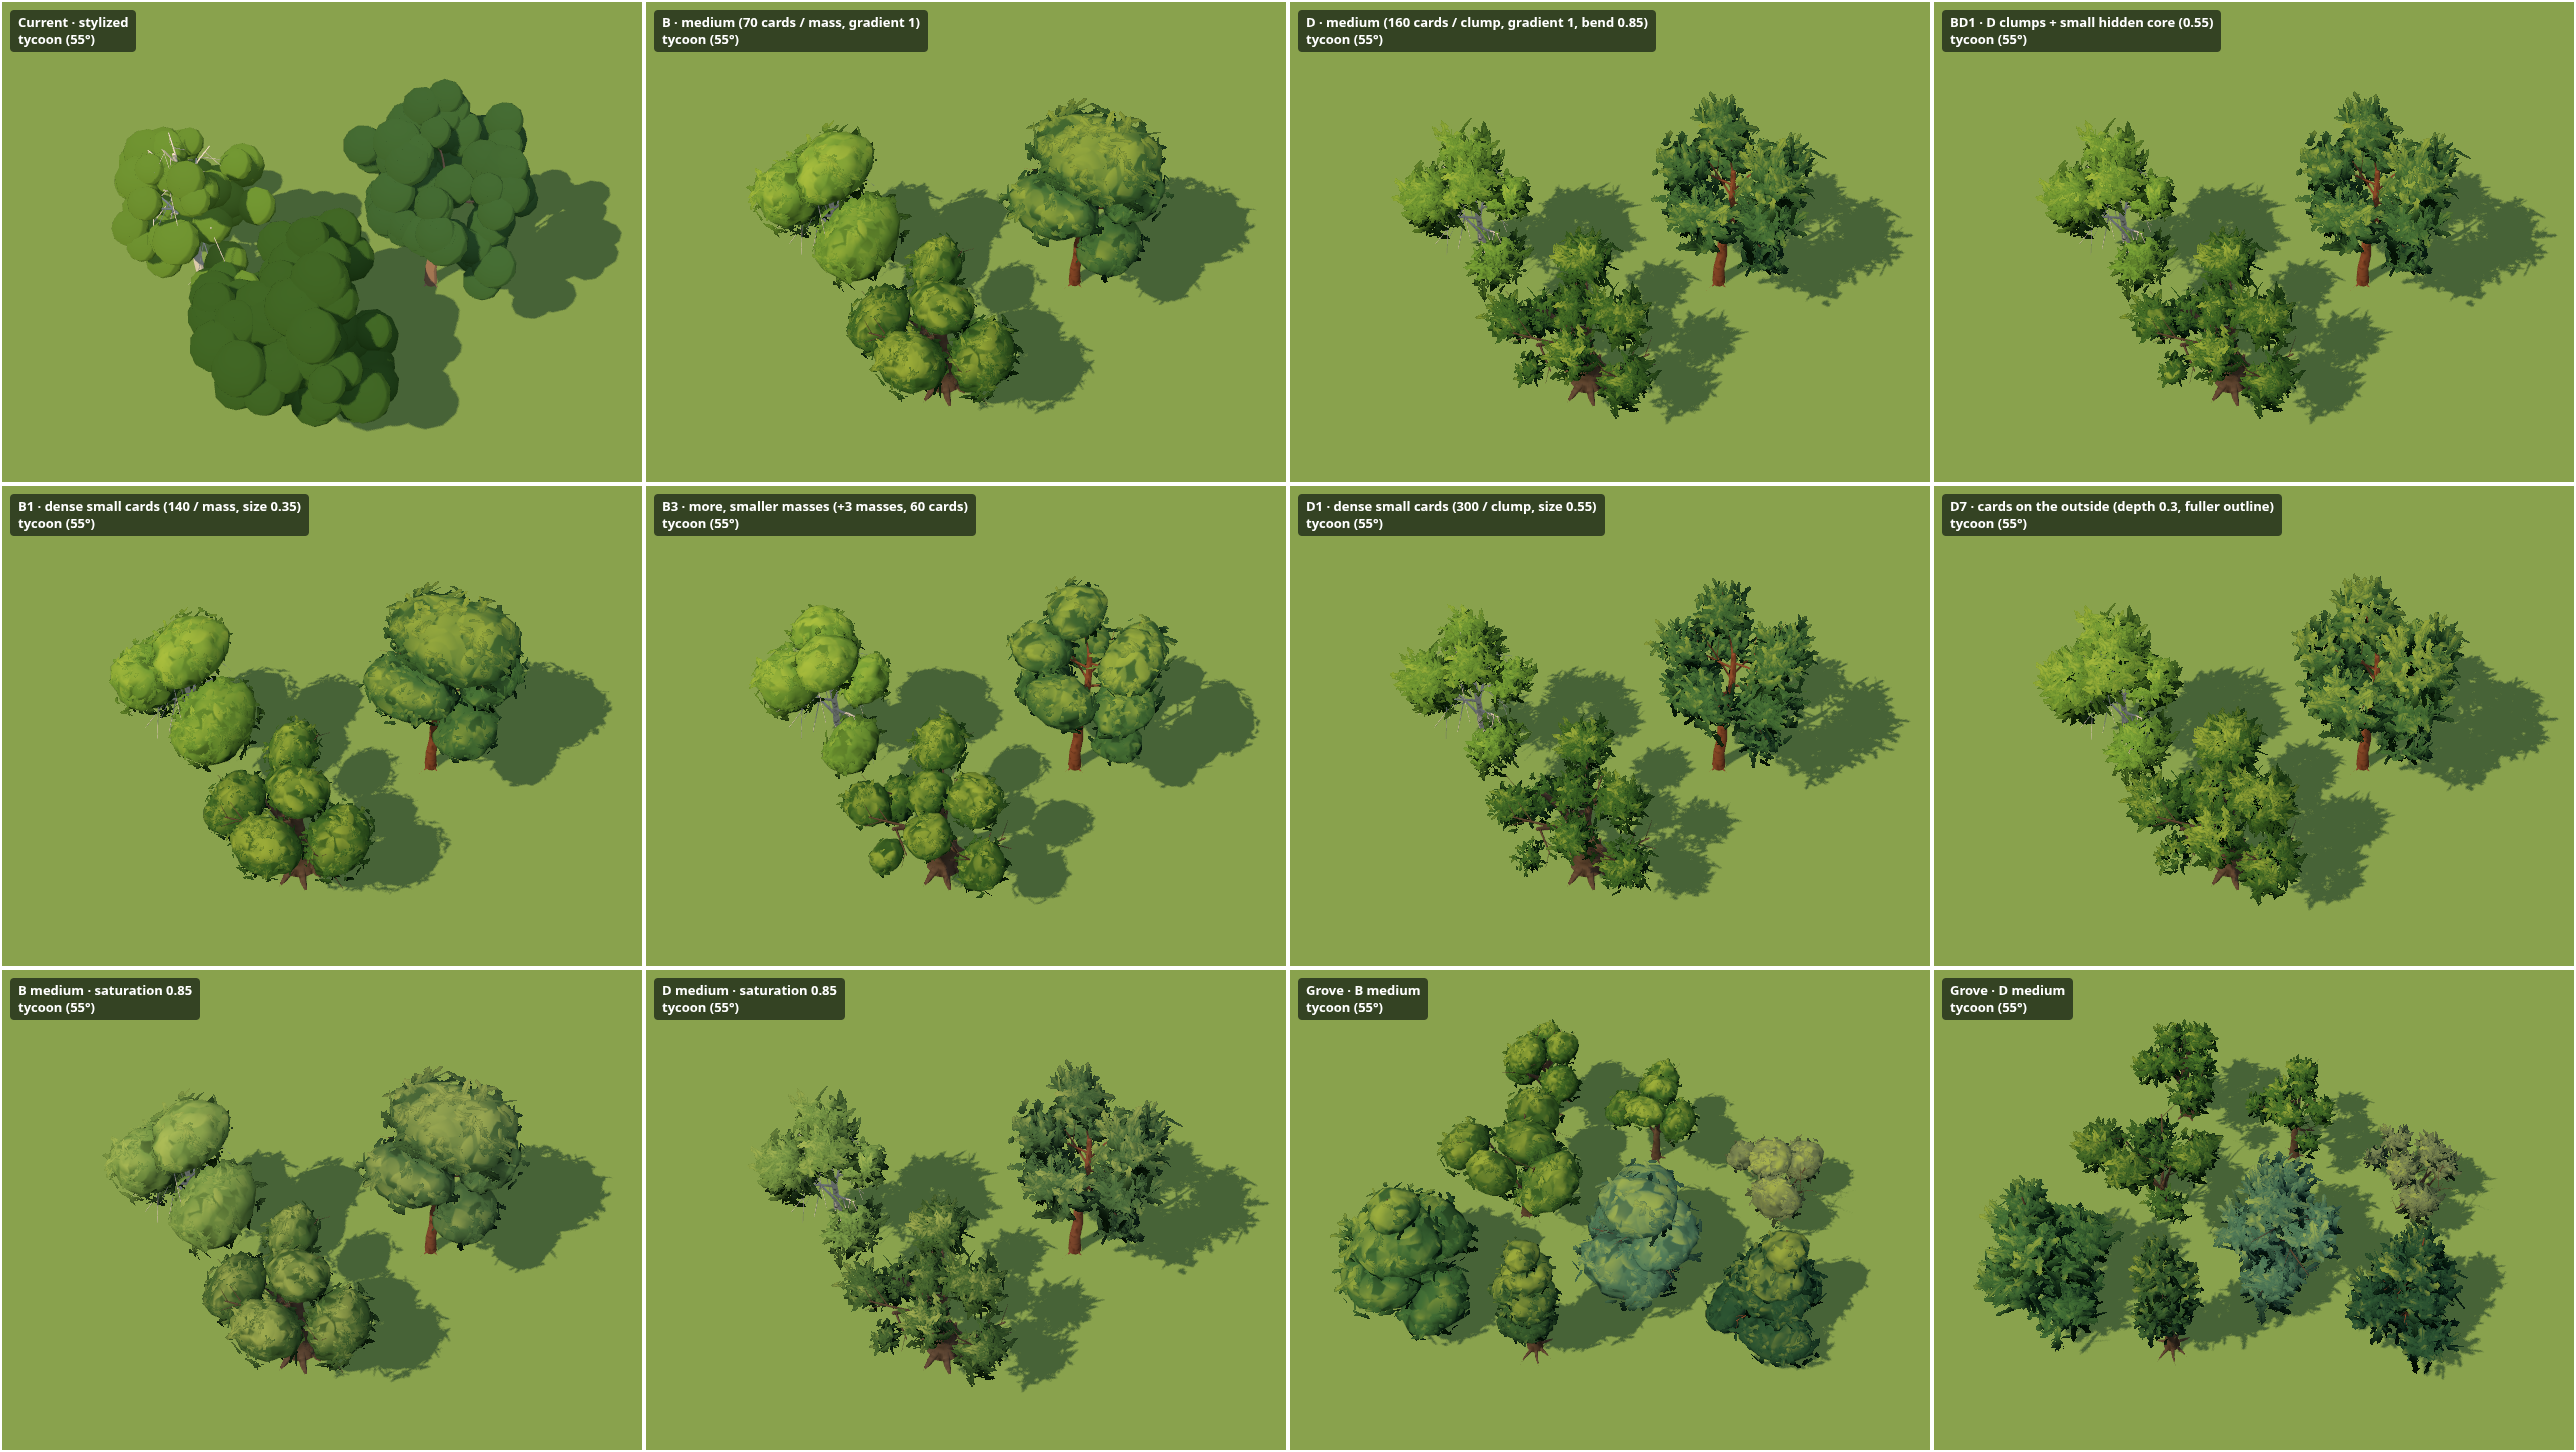 Current · stylized
tycoon (55°)
B · medium (70 cards / mass, gradient 1)
tycoon (55°)
D · medium (160 cards / clump, gradient 1, bend 0.85)
tycoon (55°)
BD1 · D clumps + small hidden core (0.55)
tycoon (55°)
B1 · dense small cards (140 / mass, size 0.35)
tycoon (55°)
B3 · more, smaller masses (+3 masses, 60 cards)
tycoon (55°)
D1 · dense small cards (300 / clump, size 0.55)
tycoon (55°)
D7 · cards on the outside (depth 0.3, fuller outline)
tycoon (55°)
B medium · saturation 0.85
tycoon (55°)
D medium · saturation 0.85
tycoon (55°)
Grove · B medium
tycoon (55°)
Grove · D medium
tycoon (55°)